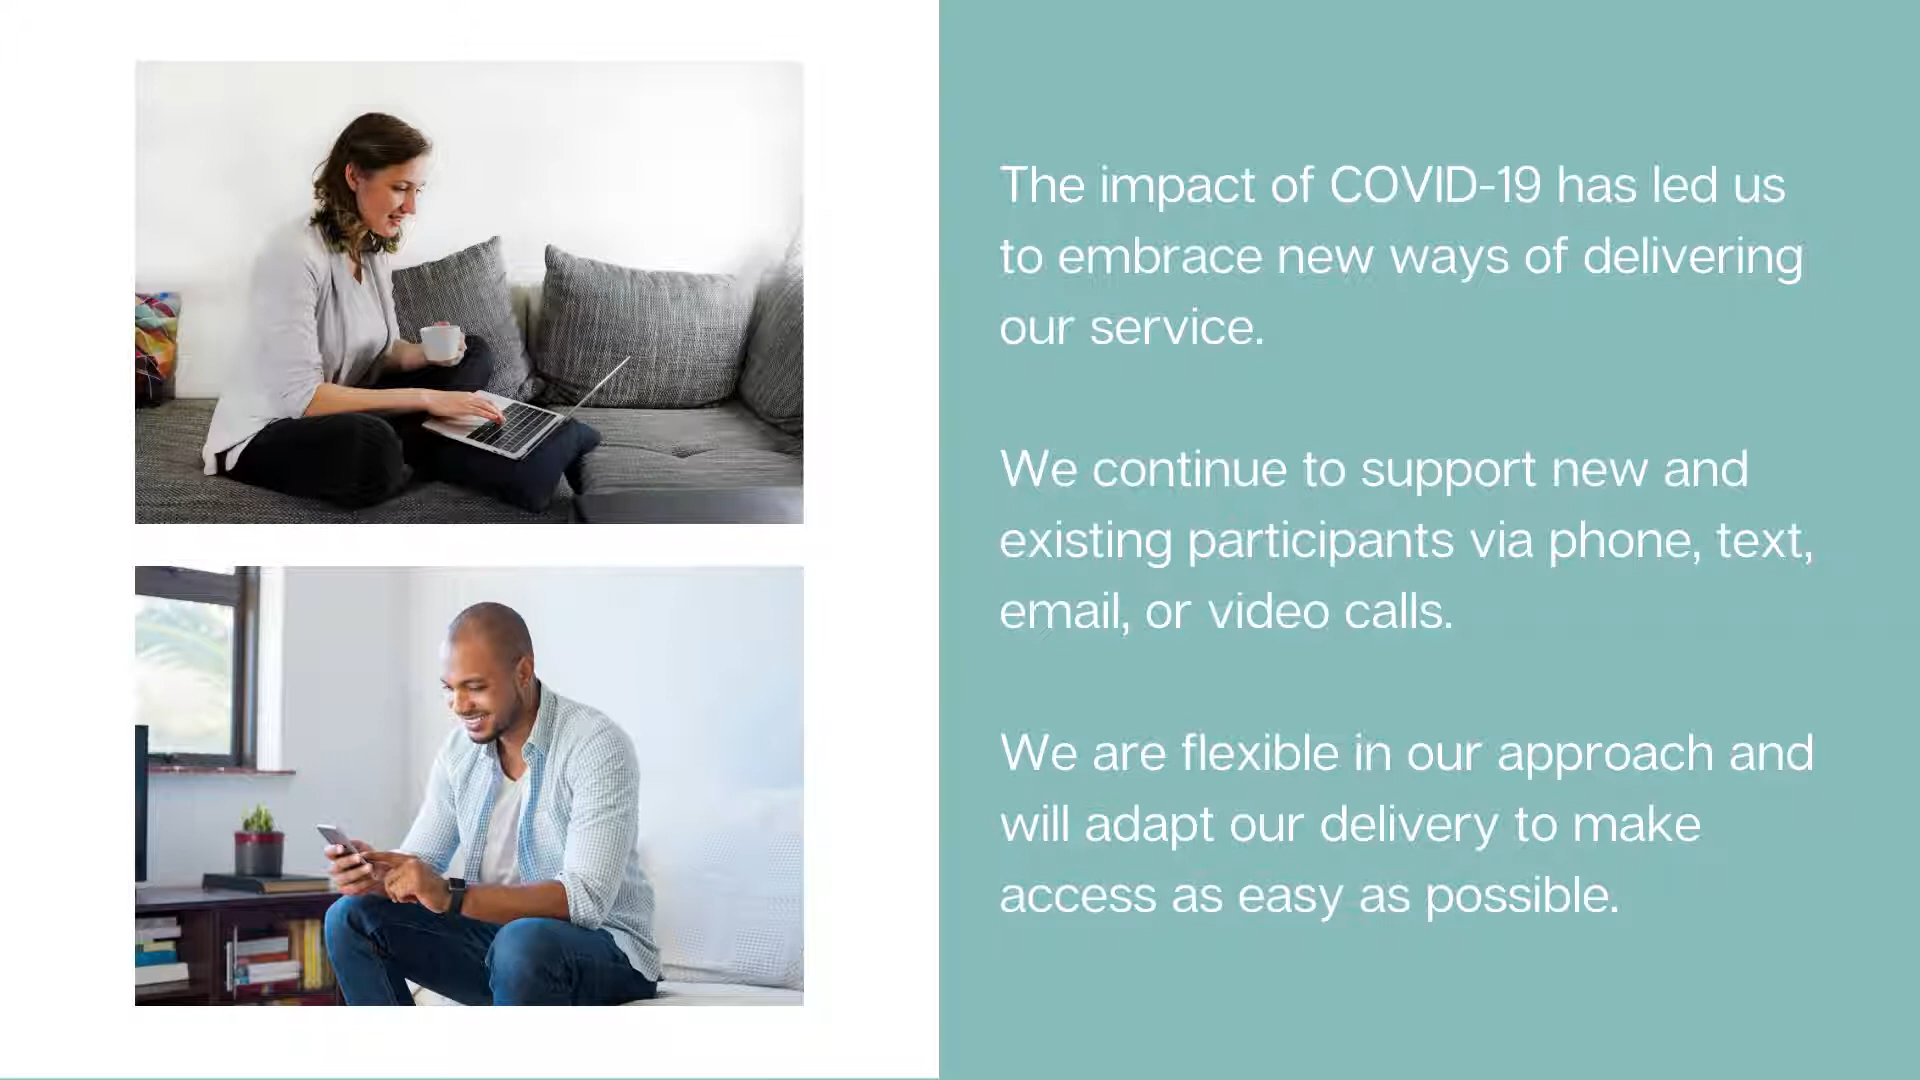 The impact of COVID-19 has led us
to embrace new ways of delivering
our service.
We continue to support new and
existing participants via phone, text,
email, or video calls.
We are flexible in our approach and
will adapt our delivery to make
access as easy as possible.